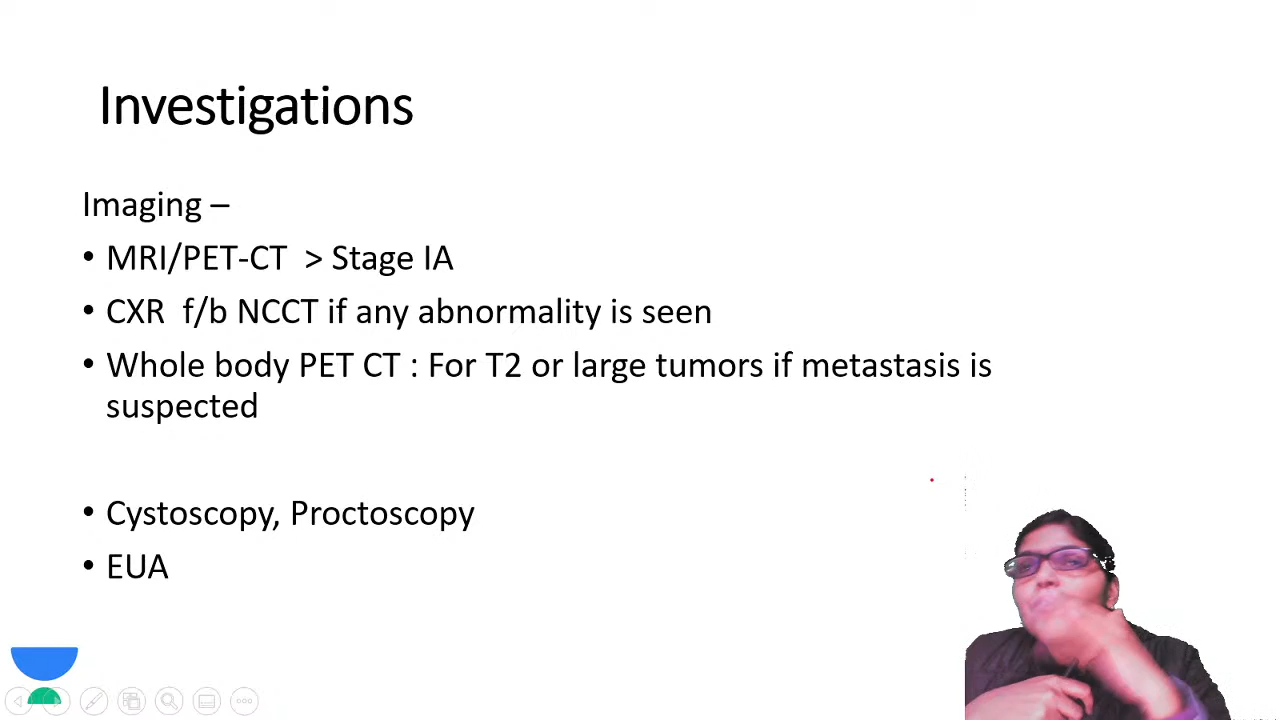 Investigations
Imaging –
• MRI/PET-CT > Stage IA
• CXR f/b NCCT if any abnormality is seen
• Whole body PET CT : For T2 or large tumors if metastasis is
suspected
• Cystoscopy, Proctoscopy
• EUA